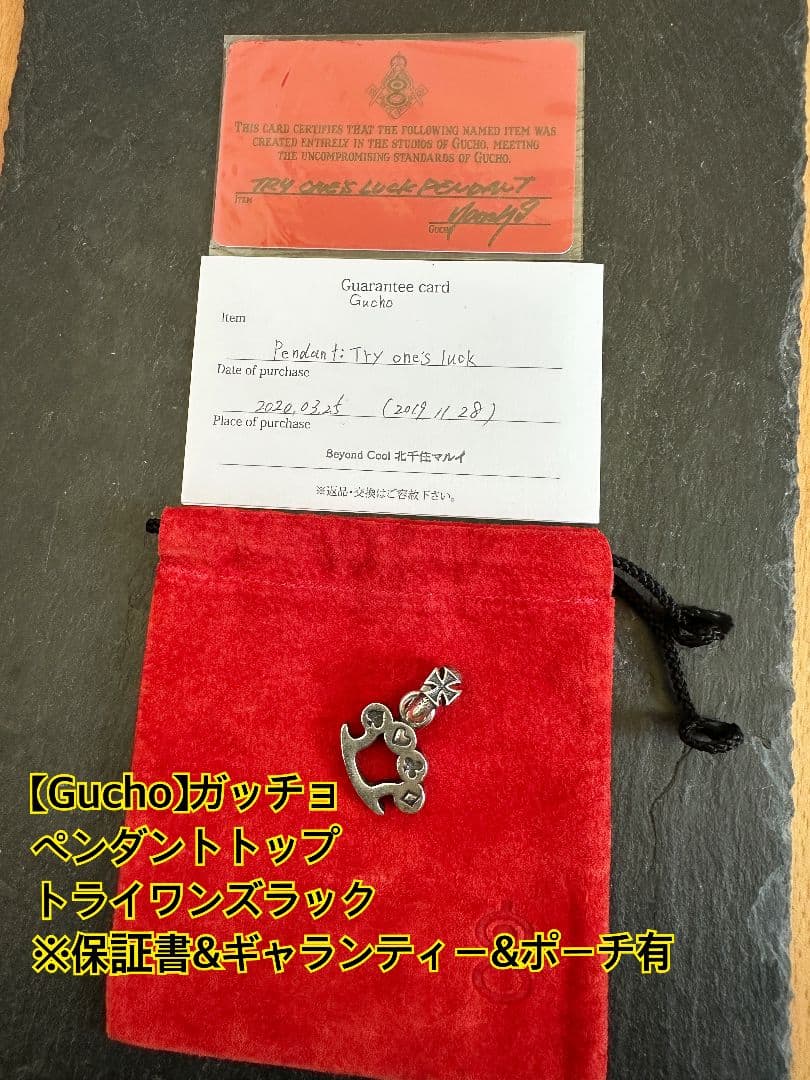 8
THIS CARD CERTIFIES THAT THE FOLLOWING NAMED ITEM WAS
CREATED ENTIRELY IN THE STUDIOS OF GUCHO, MEETING
THE UNCOMPROMISING STANDARDS OF GUCHO.
TRY ONE'S LUCK PENDANT
ITEM
GUCHO
Guarantee card
Gucho
Item
Pendant: Try one's luck
Date of purchase
2020.03.25 (2019 11 28)
Place of purchase
Beyond Cool 北千住マルイ
※返品・交換はご容赦下さい。
【Gucho】ガッチョ
ペンダントトップ
トライワンズラック
※保証書&ギャランティー&ポーチ有
8